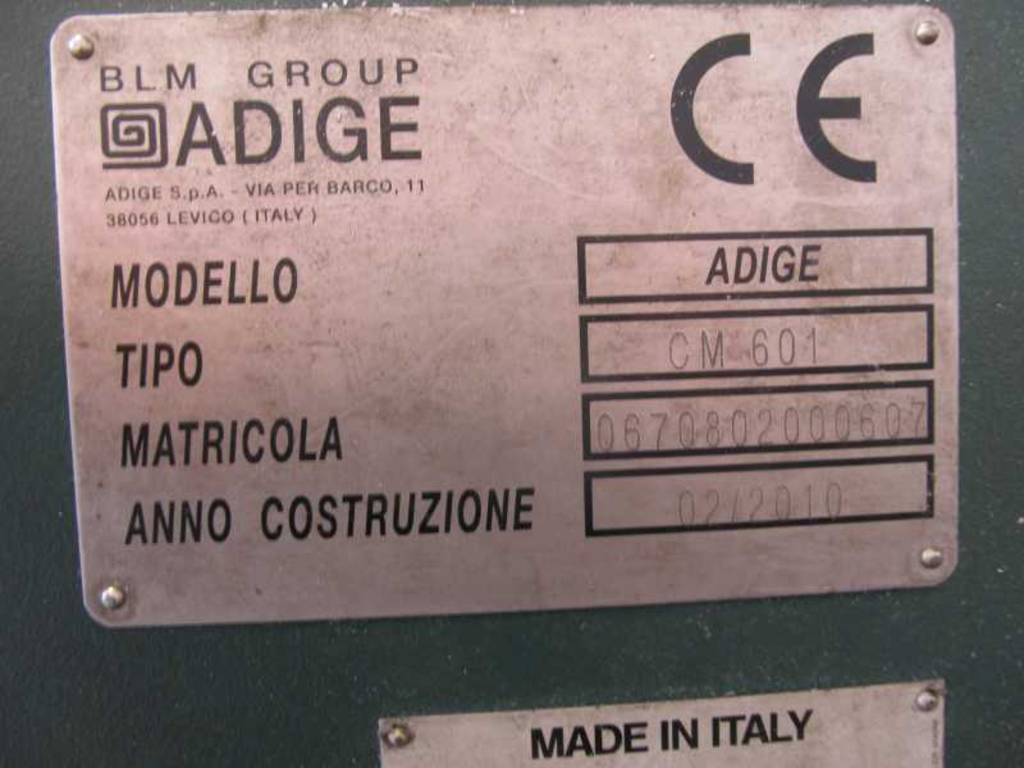 BLM GROUP
ADIGE
ADIGE S.p.A. - VIA PER BARCO, 11
38056 LEVICO ( ITALY )
CE
MODELLO ADIGE
TIPO CM 601
MATRICOLA 0670802000607
ANNO COSTRUZIONE 02/2010
MADE IN ITALY